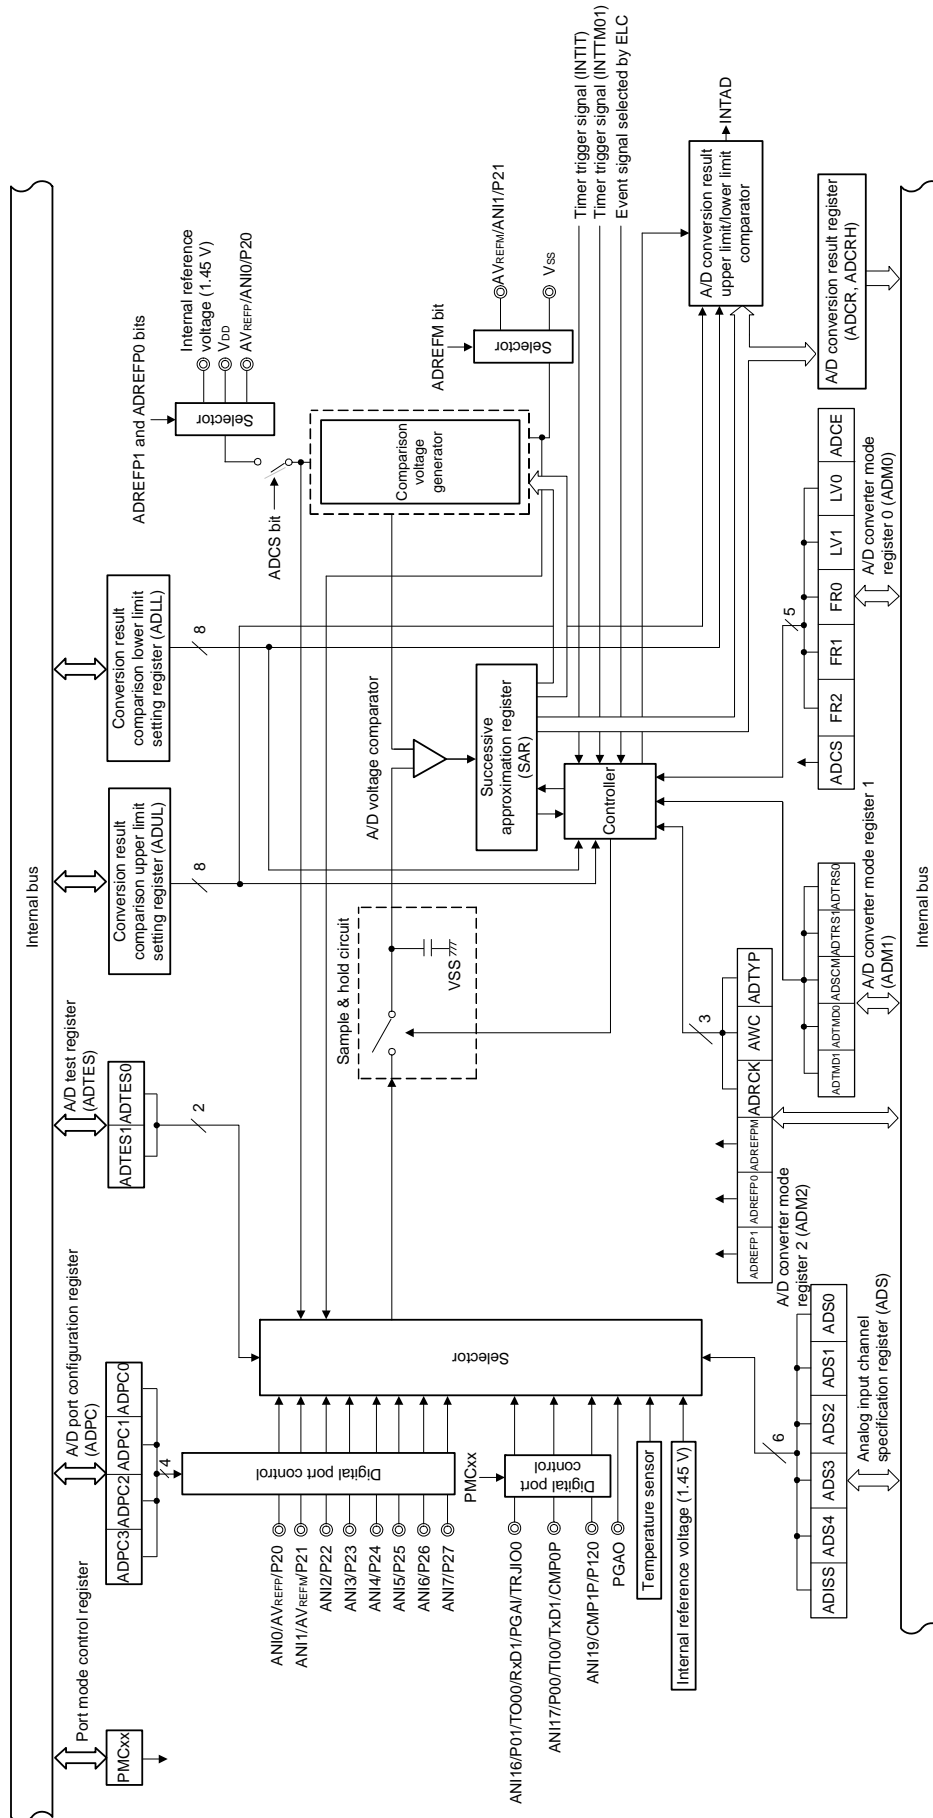 Internal bus
Port mode control register
PMCxx
A/D port configuration register
(ADPC)
ADPC3
ADPC2
ADPC1
ADPC0
4
A/D test register
(ADTES)
ADTES1
ADTES0
2
Conversion result
comparison upper limit
setting register (ADUL)
8
Conversion result
comparison lower limit
setting register (ADLL)
8
ADREFP1 and ADREFP0 bits
Selector
Internal reference
voltage (1.45 V)
VDD
AVREFP/ANI0/P20
ADCS bit
Comparison
voltage
generator
ADREFM bit
Selector
AVREFM/ANI1/P21
VSS
Digital port control
ANI0/AVREFP/P20
ANI1/AVREFM/P21
ANI2/P22
ANI3/P23
ANI4/P24
ANI5/P25
ANI6/P26
ANI7/P27
PMCxx
Digital port
control
ANI16/P01/TO00/RxD1/PGAI/TRJIO0
ANI17/P00/TI00/TxD1/CMP0P
ANI19/CMP1P/P120
PGAO
Temperature sensor
Internal reference voltage (1.45 V)
Selector
Sample & hold circuit
VSS
A/D voltage comparator
Successive
approximation register
(SAR)
Controller
Timer trigger signal (INTIT)
Timer trigger signal (INTTM01)
Event signal selected by ELC
A/D conversion result
upper limit/lower limit
comparator
INTAD
A/D conversion result register
(ADCR, ADCRH)
6
ADISS
ADS4
ADS3
ADS2
ADS1
ADS0
Analog input channel
specification register (ADS)
3
ADREFP1
ADREFP0
ADREFPM
ADRCK
AWC
ADTYP
A/D converter mode
register 2 (ADM2)
ADTMD1
ADTMD0
ADSCM
ADTRS1
ADTRS0
A/D converter mode register 1
(ADM1)
5
ADCS
FR2
FR1
FR0
LV1
LV0
ADCE
A/D converter mode
register 0 (ADM0)
Internal bus